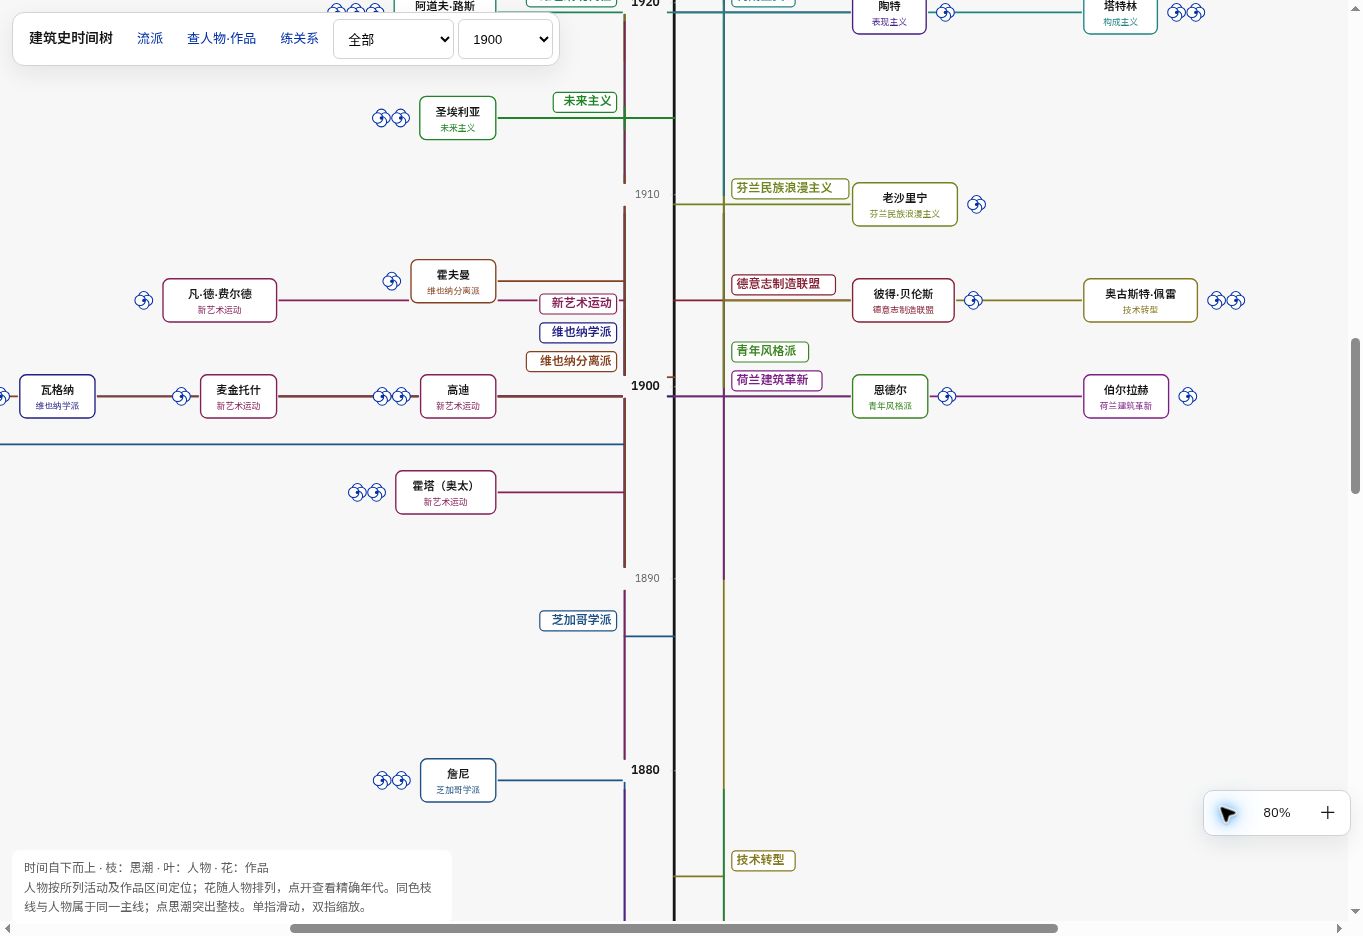 1920
阿道夫·路斯
陶特
表现主义
塔特林
构成主义
建筑史时间树
流派
查人物·作品
练关系
全部
1900
未来主义
圣埃利亚
未来主义
1910
芬兰民族浪漫主义
老沙里宁
芬兰民族浪漫主义
霍夫曼
维也纳分离派
凡·德·费尔德
新艺术运动
新艺术运动
德意志制造联盟
彼得·贝伦斯
德意志制造联盟
奥古斯特·佩雷
技术转型
维也纳学派
维也纳分离派
青年风格派
荷兰建筑革新
1900
瓦格纳
维也纳学派
麦金托什
新艺术运动
高迪
新艺术运动
恩德尔
青年风格派
伯尔拉赫
荷兰建筑革新
霍塔（奥太）
新艺术运动
1890
芝加哥学派
1880
詹尼
芝加哥学派
80%
技术转型
时间自下而上 · 枝：思潮 · 叶：人物 · 花：作品
人物按所列活动及作品区间定位；花随人物排列，点开查看精确年代。同色枝
线与人物属于同一主线；点思潮突出整枝。单指滑动，双指缩放。